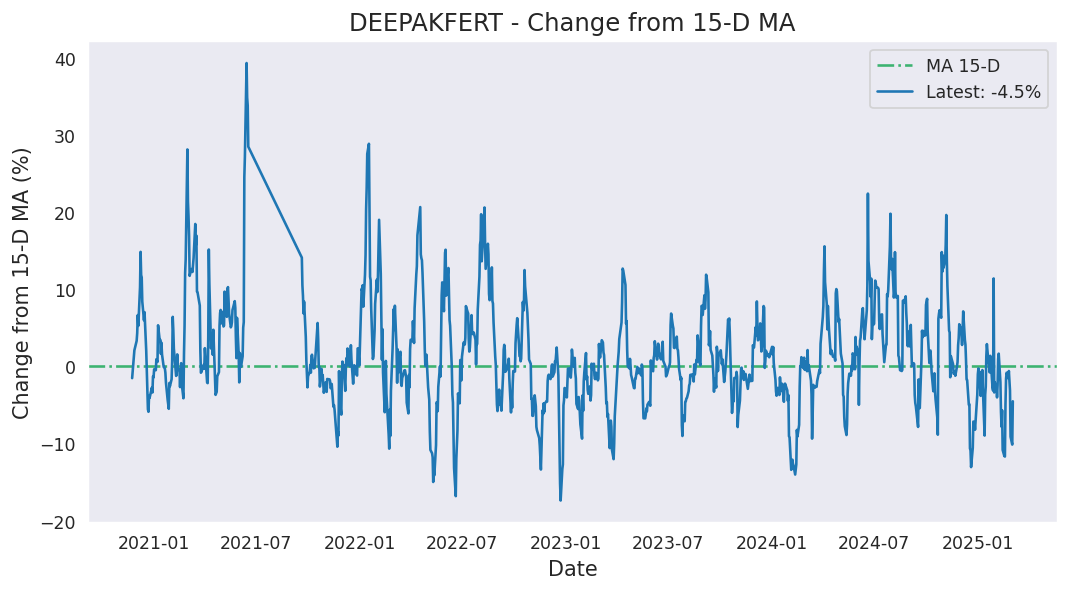 DEEPAKFERT - Change from 15-D MA
MA 15-D
Latest: -4.5%
Change from 15-D MA (%)
40
30
20
10
0
−10
−20
2021-01 2021-07 2022-01 2022-07 2023-01 2023-07 2024-01 2024-07 2025-01
Date